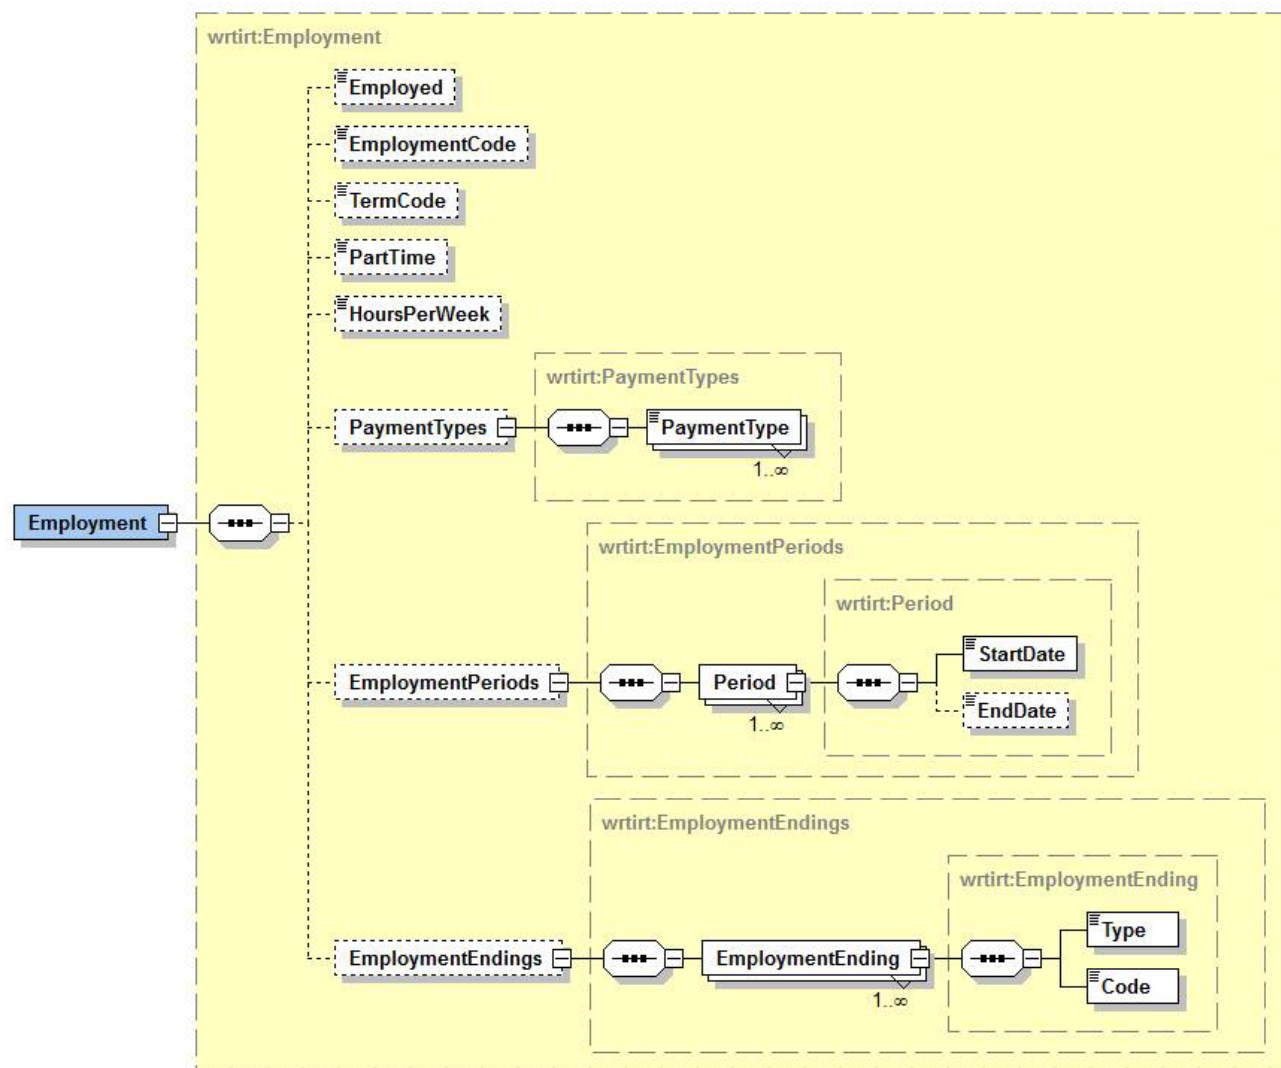 wrtirt:Employment
Employed
EmploymentCode
TermCode
PartTime
HoursPerWeek
wrtirt:PaymentTypes
PaymentTypes
PaymentType
1..∞
Employment
wrtirt:EmploymentPeriods
wrtirt:Period
StartDate
EmploymentPeriods
Period
EndDate
1..∞
wrtirt:EmploymentEndings
wrtirt:EmploymentEnding
Type
EmploymentEndings
EmploymentEnding
Code
1..∞